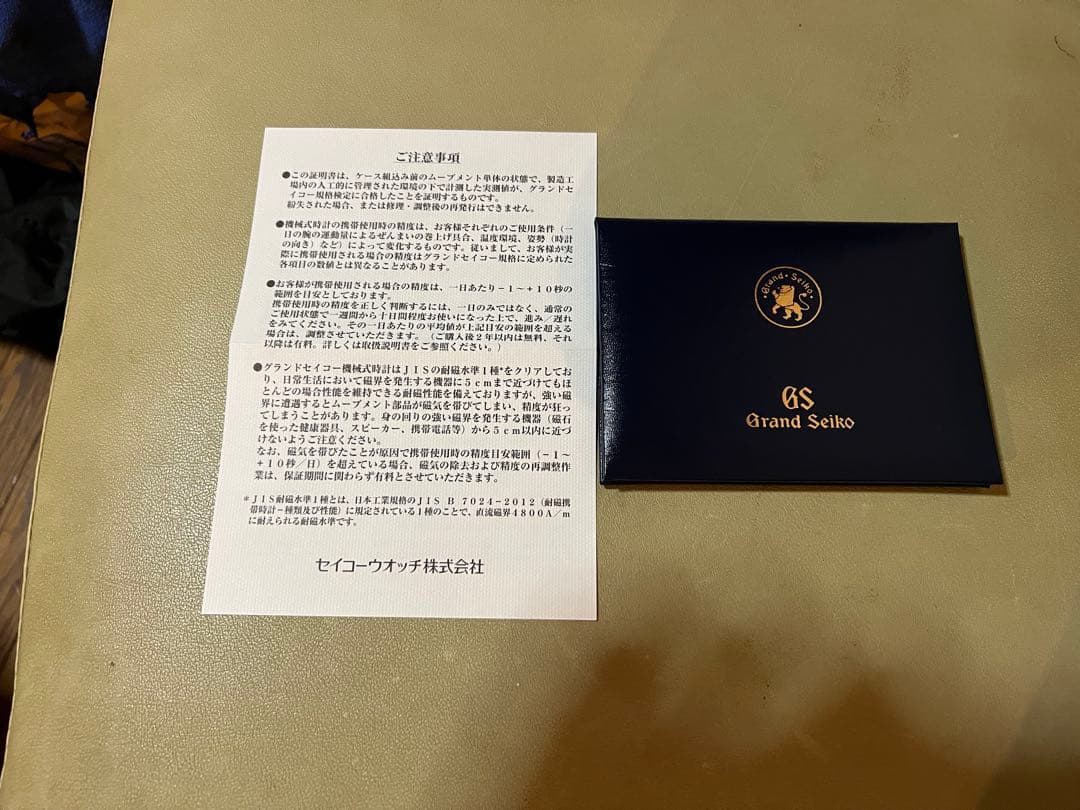 ご注意事項
●この証明書は、ケース組込み前のムーブメント単体の状態で、製造工
場内の人工的に管理された環境の下で計測した実測値が、グランドセ
イコー規格検定に合格したことを証明するものです。
紛失された場合、または修理・調整後の再発行はできません。
●機械式時計の携帯使用時の精度は、お客様それぞれのご使用条件（一
日の腕の運動量によるぜんまいの巻上げ具合、温度環境、姿勢（時計
の向き）など）によって変化するものです。従いまして、お客様が実
際に携帯使用される場合の精度はグランドセイコー規格に定められた
各項目の数値とは異なることがあります。
●お客様が携帯使用される場合の精度は、一日あたり－１～＋１０秒の
範囲を目安としております。
携帯使用時の精度を正しく判断するには、一日のみではなく、通常の
ご使用状態で一週間から十日間程度お使いになった上で、進み／遅れ
をみてください。その一日あたりの平均値が上記目安の範囲を超える
場合は、調整させていただきます。（ご購入後２年以内は無料、それ
以降は有料。詳しくは取扱説明書をご参照ください。）
●グランドセイコー機械式時計はＪＩＳの耐磁水準１種*をクリアしてお
り、日常生活において磁界を発生する機器に５ｃｍまで近づけてもほ
とんどの場合性能を維持できる耐磁性能を備えておりますが、強い磁
界に遭遇するとムーブメント部品が磁気を帯びてしまい、精度が狂っ
てしまうことがあります。身の回りの強い磁界を発生する機器（磁石
を使った健康器具、スピーカー、携帯電話等）から５ｃｍ以内に近づ
けないようご注意ください。
なお、磁気を帯びたことが原因で携帯使用時の精度目安範囲（－１～
＋１０秒／日）を超えている場合、磁気の除去および精度の再調整作
業は、保証期間に関わらず有料とさせていただきます。
＊ＪＩＳ耐磁水準１種とは、日本工業規格のＪＩＳ Ｂ ７０２４－２０１２（耐磁携
帯時計－種類及び性能）に規定されている１種のことで、直流磁界４８００Ａ／ｍ
に耐えられる耐磁水準です。
セイコーウオッチ株式会社
Grand Seiko
GS
Grand Seiko